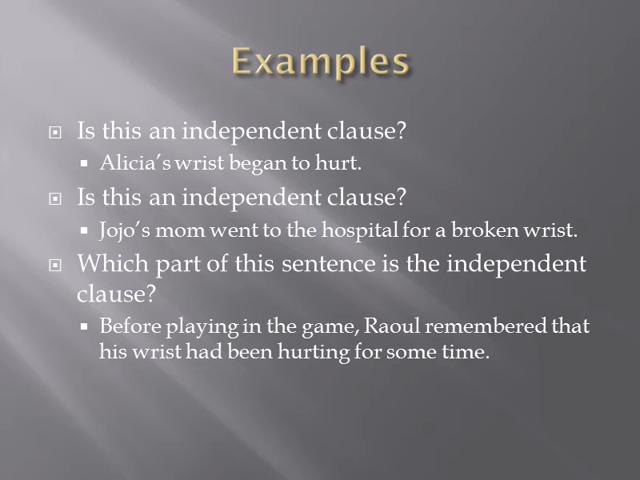 Examples
Is this an independent clause?
Alicia’s wrist began to hurt.
Is this an independent clause?
Jojo’s mom went to the hospital for a broken wrist.
Which part of this sentence is the independent
clause?
Before playing in the game, Raoul remembered that
his wrist had been hurting for some time.